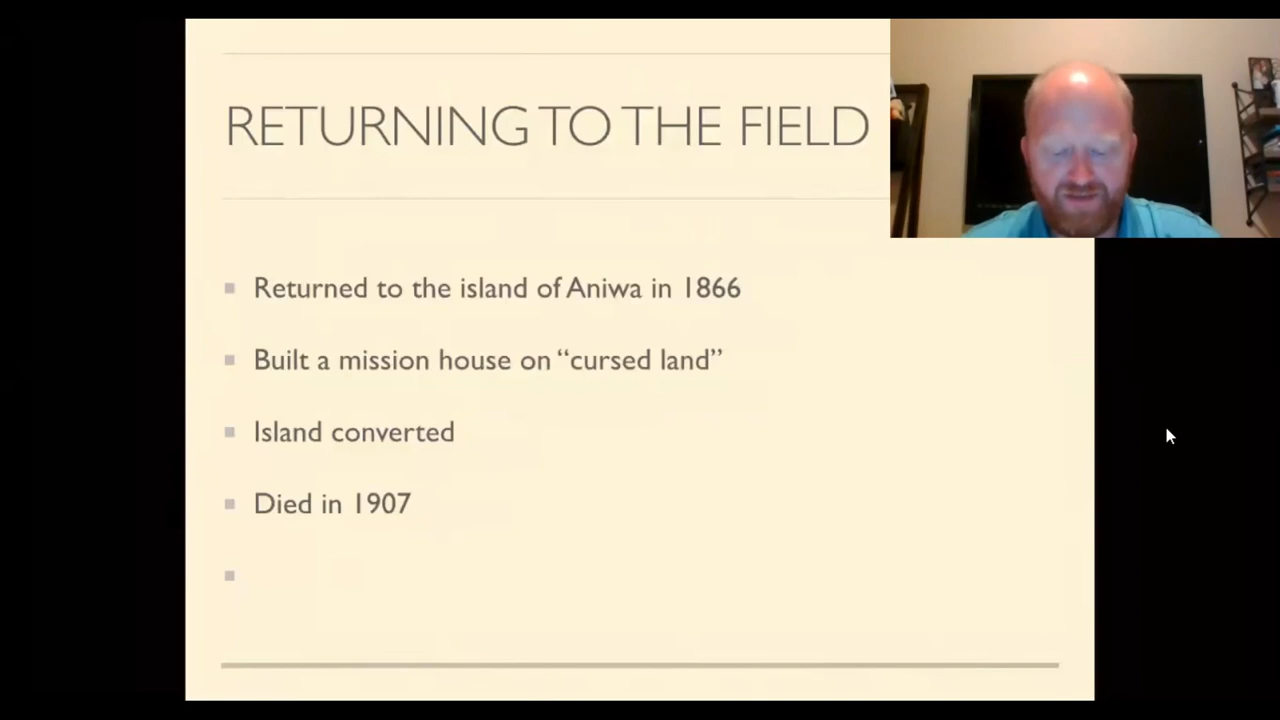 RETURNING TO THE FIELD
Returned to the island of Aniwa in 1866
Built a mission house on “cursed land”
Island converted
Died in 1907